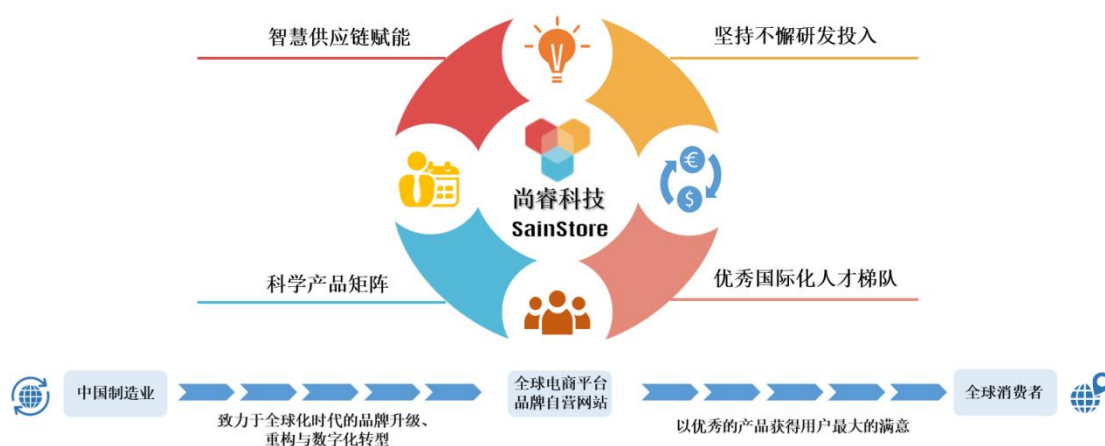 智慧供应链赋能
坚持不懈研发投入
尚睿科技
SainStore
科学产品矩阵
优秀国际化人才梯队
中国制造业
致力于全球化时代的品牌升级、
重构与数字化转型
全球电商平台
品牌自营网站
以优秀的产品获得用户最大的满意
全球消费者